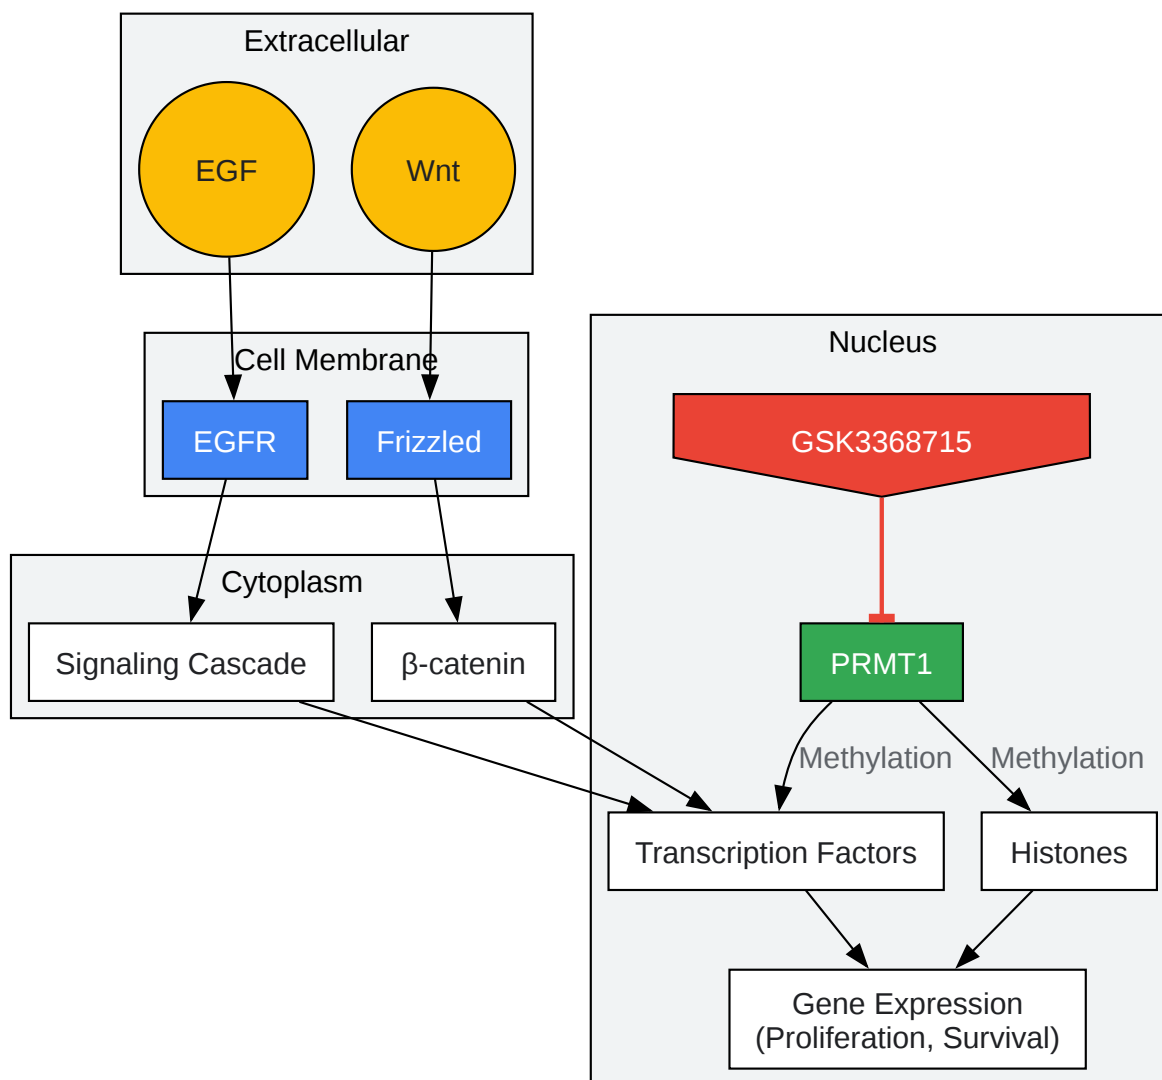 Extracellular
EGF
Wnt
Cell Membrane
EGFR
Frizzled
Cytoplasm
Signaling Cascade
β-catenin
Nucleus
GSK3368715
PRMT1
Methylation
Methylation
Transcription Factors
Histones
Gene Expression
(Proliferation, Survival)